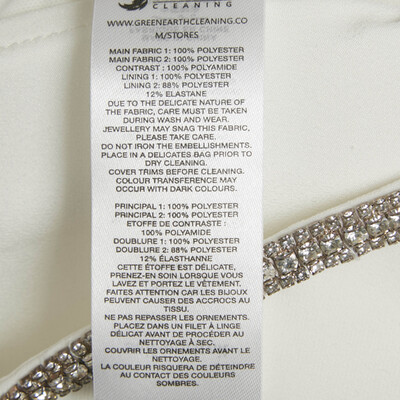 CLEANING
WWW.GREENEARTHCLEANING.CO
M/STORES
MAIN FABRIC 1: 100% POLYESTER
MAIN FABRIC 2: 100% POLYESTER
CONTRAST : 100% POLYAMIDE
LINING 1: 100% POLYESTER
LINING 2: 88% POLYESTER
12% ELASTANE
DUE TO THE DELICATE NATURE OF
THE FABRIC, CARE MUST BE TAKEN
DURING WASH AND WEAR.
JEWELLERY MAY SNAG THIS FABRIC,
PLEASE TAKE CARE.
DO NOT IRON THE EMBELLISHMENTS.
PLACE IN A DELICATES BAG PRIOR TO
DRY CLEANING.
COVER TRIMS BEFORE CLEANING.
COLOUR TRANSFERENCE MAY
OCCUR WITH DARK COLOURS.
PRINCIPAL 1: 100% POLYESTER
PRINCIPAL 2: 100% POLYESTER
ETOFFE DE CONTRASTE :
100% POLYAMIDE
DOUBLURE 1: 100% POLYESTER
DOUBLURE 2: 88% POLYESTER
12% ÉLASTHANNE
CETTE ÉTOFFE EST DÉLICATE,
PRENEZ-EN SOIN LORSQUE VOUS
LAVEZ ET PORTEZ LE VÊTEMENT.
FAITES ATTENTION CAR LES BIJOUX
PEUVENT CAUSER DES ACCROCS AU
TISSU.
NE PAS REPASSER LES ORNEMENTS.
PLACEZ DANS UN FILET À LINGE
DÉLICAT AVANT DE PROCÉDER AU
NETTOYAGE À SEC.
COUVRIR LES ORNEMENTS AVANT LE
NETTOYAGE.
LA COULEUR RISQUERA DE DÉTEINDRE
AU CONTACT DES COULEURS
SOMBRES.